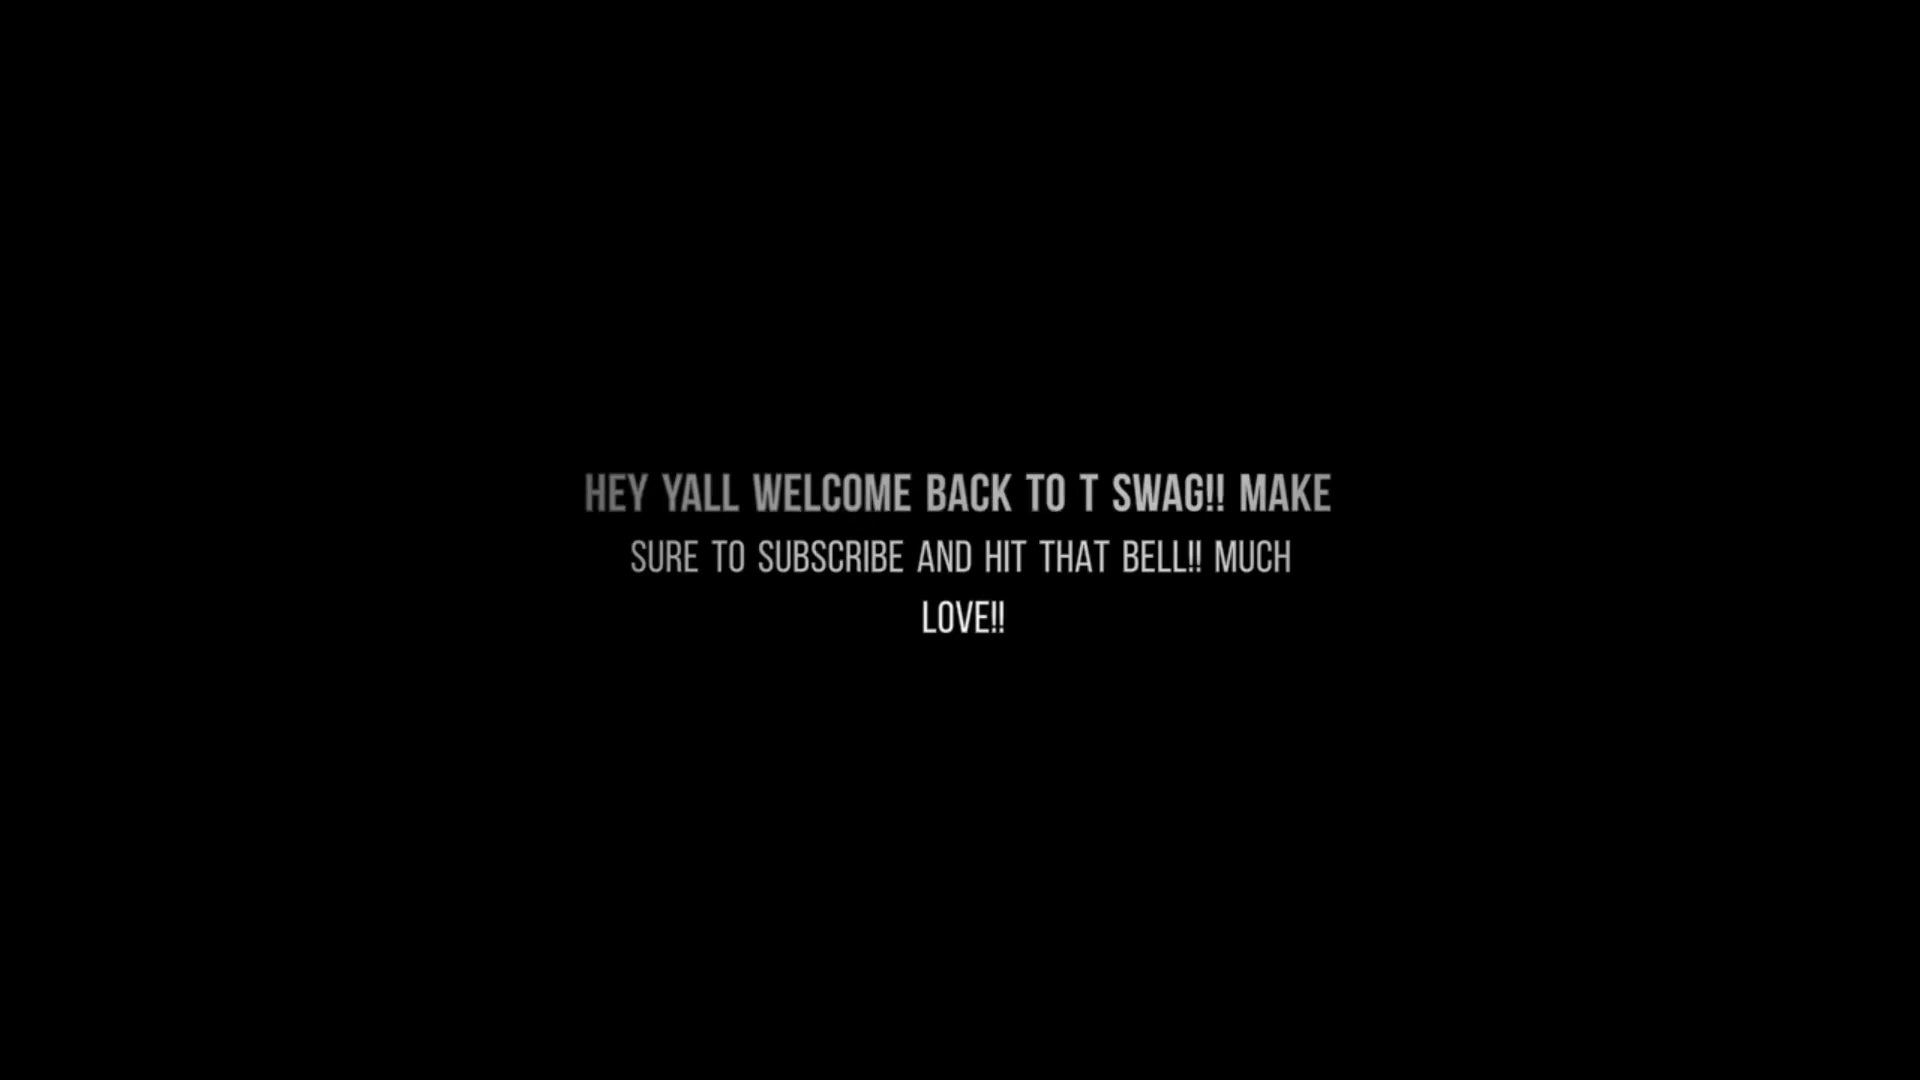 HEY YALL WELCOME BACK TO T SWAG!! MAKE
SURE TO SUBSCRIBE AND HIT THAT BELL!! MUCH
LOVE!!